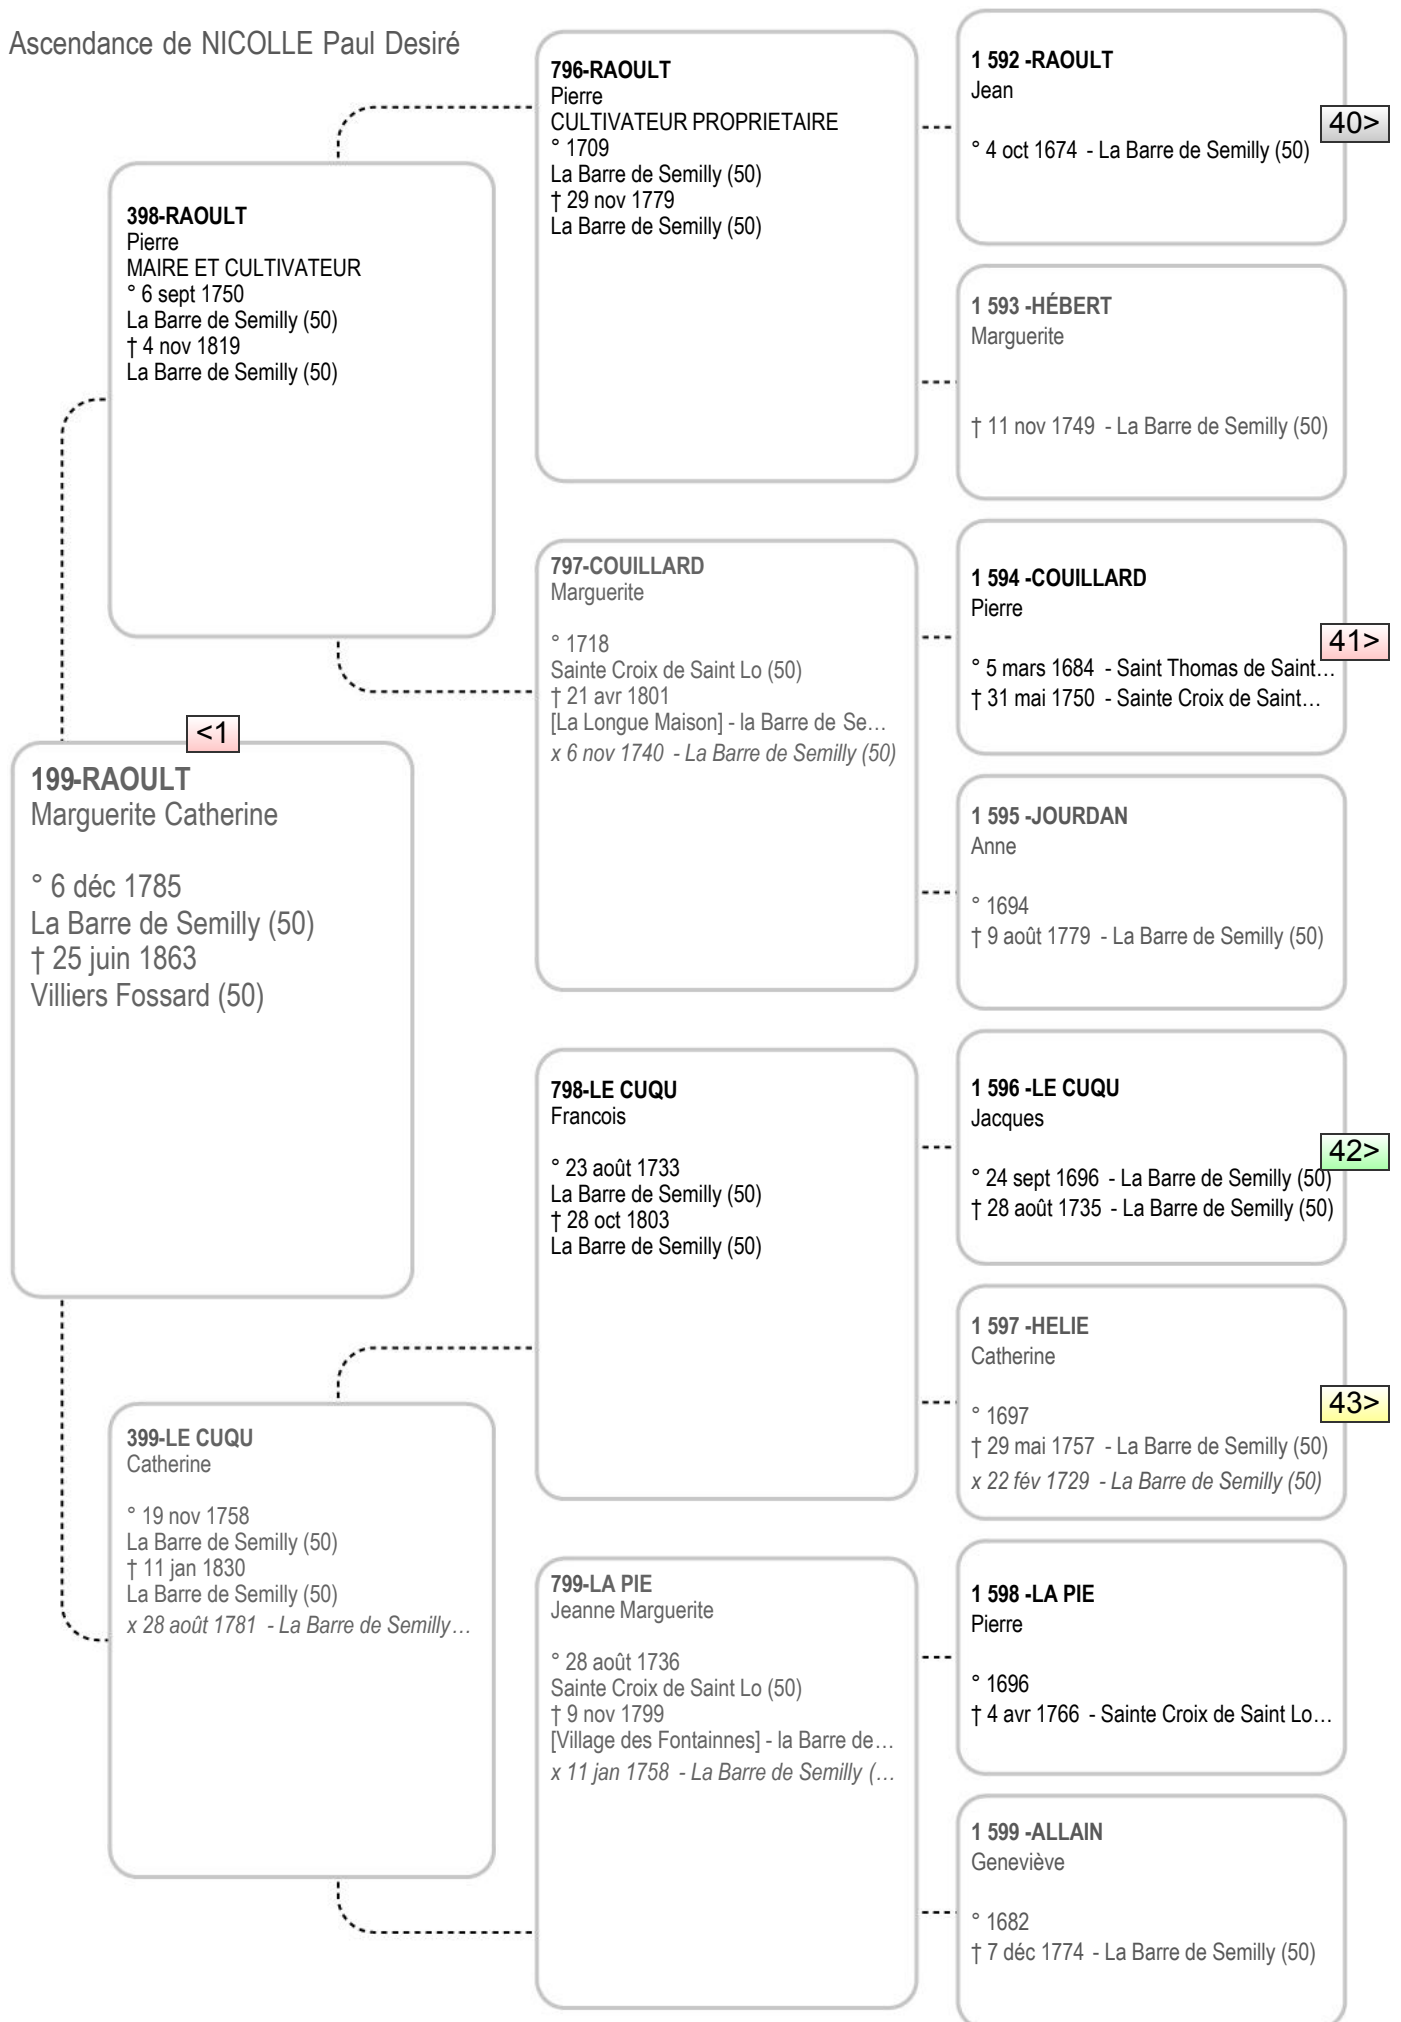 Ascendance de NICOLLE Paul Desiré
<1
199-RAOULT
Marguerite Catherine
° 6 déc 1785
La Barre de Semilly (50)
† 25 juin 1863
Villiers Fossard (50)
398-RAOULT
Pierre
MAIRE ET CULTIVATEUR
° 6 sept 1750
La Barre de Semilly (50)
† 4 nov 1819
La Barre de Semilly (50)
399-LE CUQU
Catherine
° 19 nov 1758
La Barre de Semilly (50)
† 11 jan 1830
La Barre de Semilly (50)
x 28 août 1781 - La Barre de Semilly…
796-RAOULT
Pierre
CULTIVATEUR PROPRIETAIRE
° 1709
La Barre de Semilly (50)
† 29 nov 1779
La Barre de Semilly (50)
797-COUILLARD
Marguerite
° 1718
Sainte Croix de Saint Lo (50)
† 21 avr 1801
[La Longue Maison] - la Barre de Se…
x 6 nov 1740 - La Barre de Semilly (50)
798-LE CUQU
Francois
° 23 août 1733
La Barre de Semilly (50)
† 28 oct 1803
La Barre de Semilly (50)
799-LA PIE
Jeanne Marguerite
° 28 août 1736
Sainte Croix de Saint Lo (50)
† 9 nov 1799
[Village des Fontainnes] - la Barre de…
x 11 jan 1758 - La Barre de Semilly (…
1 592 -RAOULT
Jean
40>
° 4 oct 1674 - La Barre de Semilly (50)
1 593 -HÉBERT
Marguerite
† 11 nov 1749 - La Barre de Semilly (50)
1 594 -COUILLARD
Pierre
41>
° 5 mars 1684 - Saint Thomas de Saint…
† 31 mai 1750 - Sainte Croix de Saint…
1 595 -JOURDAN
Anne
° 1694
† 9 août 1779 - La Barre de Semilly (50)
1 596 -LE CUQU
Jacques
42>
° 24 sept 1696 - La Barre de Semilly (50)
† 28 août 1735 - La Barre de Semilly (50)
1 597 -HELIE
Catherine
43>
° 1697
† 29 mai 1757 - La Barre de Semilly (50)
x 22 fév 1729 - La Barre de Semilly (50)
1 598 -LA PIE
Pierre
° 1696
† 4 avr 1766 - Sainte Croix de Saint Lo…
1 599 -ALLAIN
Geneviève
° 1682
† 7 déc 1774 - La Barre de Semilly (50)